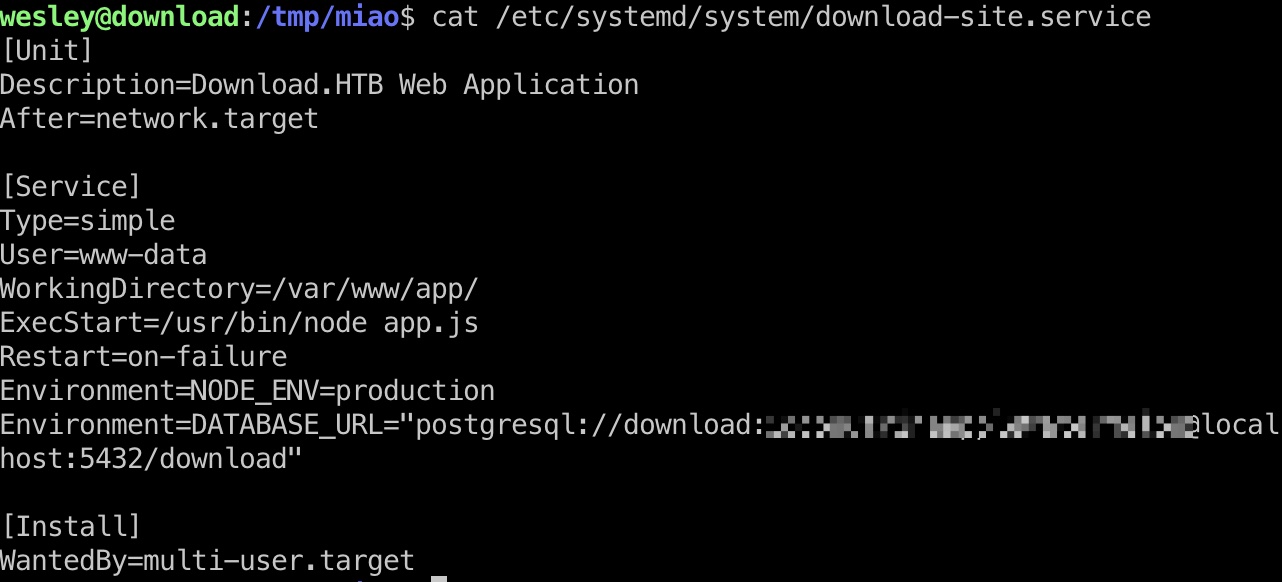 wesley@download:/tmp/miao$ cat /etc/systemd/system/download-site.service
[Unit]
Description=Download.HTB Web Application
After=network.target

[Service]
Type=simple
User=www-data
WorkingDirectory=/var/www/app/
ExecStart=/usr/bin/node app.js
Restart=on-failure
Environment=NODE_ENV=production
Environment=DATABASE_URL="postgresql://download: @local
host:5432/download"

[Install]
WantedBy=multi-user.target